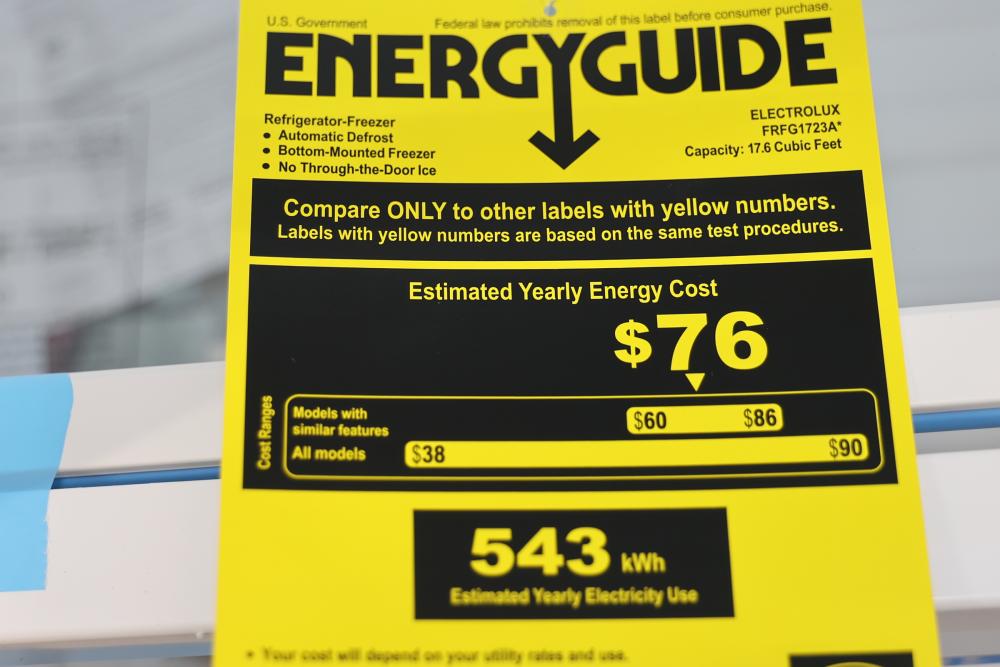 U.S. Government
Federal law prohibits removal of this label before consumer purchase.
ENERGYGUIDE
Refrigerator-Freezer
• Automatic Defrost
• Bottom-Mounted Freezer
• No Through-the-Door Ice
ELECTROLUX
FRFG1723A*
Capacity: 17.6 Cubic Feet
Compare ONLY to other labels with yellow numbers.
Labels with yellow numbers are based on the same test procedures.
Estimated Yearly Energy Cost
$76
Cost Ranges
Models with
similar features
$60 $86
All models
$38 $90
543 kWh
Estimated Yearly Electricity Use
• Your cost will depend on your utility rates and use.